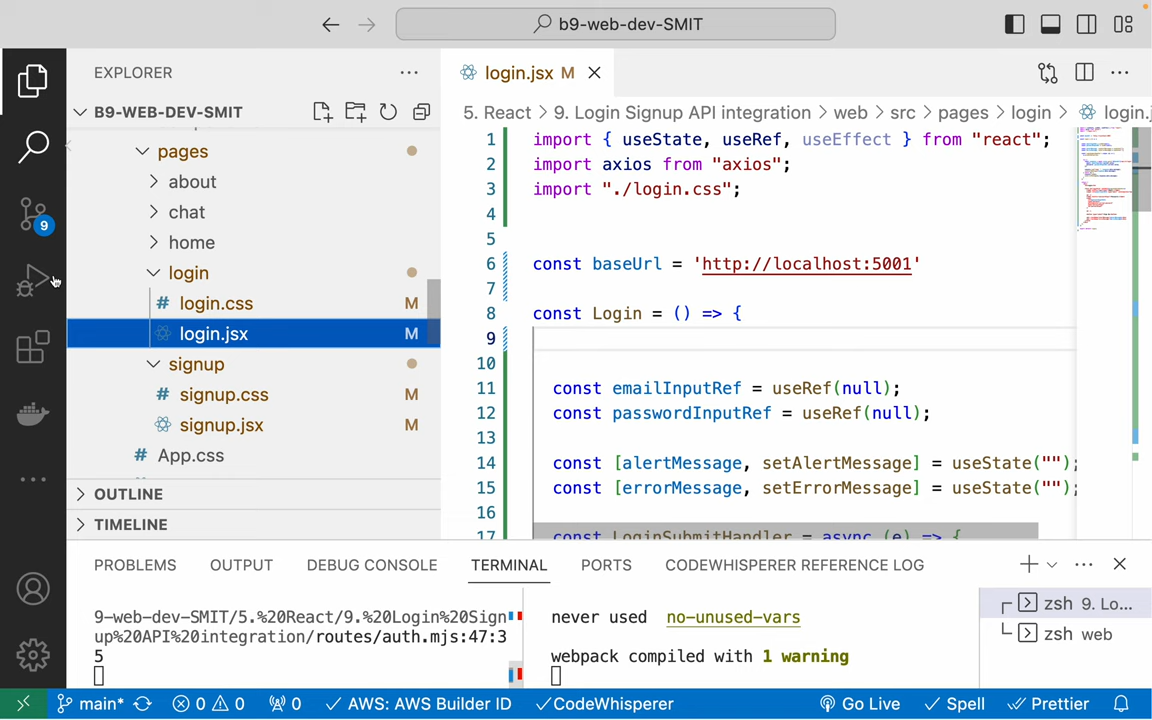 b9-web-dev-SMIT
EXPLORER
B9-WEB-DEV-SMIT
pages
about
chat
home
login
# login.css M
login.jsx M
signup
# signup.css M
signup.jsx M
# App.css
OUTLINE
TIMELINE
9
login.jsx M
5. React > 9. Login Signup API integration > web > src > pages > login > login.j
1 import { useState, useRef, useEffect } from "react";
2 import axios from "axios";
3 import "./login.css";
4
5
6 const baseUrl = 'http://localhost:5001'
7
8 const Login = () => {
9
10
11 const emailInputRef = useRef(null);
12 const passwordInputRef = useRef(null);
13
14 const [alertMessage, setAlertMessage] = useState("");
15 const [errorMessage, setErrorMessage] = useState("");
16
17 const LoginSubmitHandler = async (e) => {
PROBLEMS OUTPUT DEBUG CONSOLE TERMINAL PORTS CODEWHISPERER REFERENCE LOG
9-web-dev-SMIT/5.%20React/9.%20Login%20Sign
up%20API%20integration/routes/auth.mjs:47:3
5
never used no-unused-vars
webpack compiled with 1 warning
zsh 9. Lo...
zsh web
main* 0 0 0 AWS: AWS Builder ID CodeWhisperer Go Live Spell Prettier